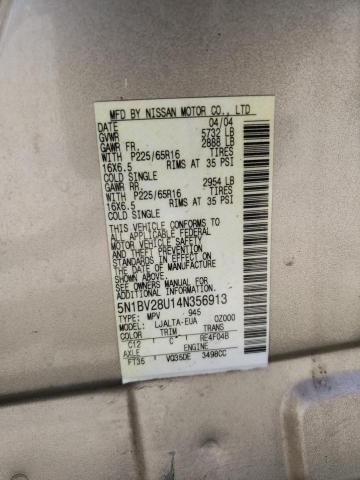 MFD BY NISSAN MOTOR CO., LTD
DATE 04/04
GVWR 5732 LB
GAWR FR. 2888 LB
WITH P225/65R16 TIRES
16X6.5 RIMS AT 35 PSI
COLD SINGLE
GAWR RR. 2954 LB
WITH P225/65R16 TIRES
16X6.5 RIMS AT 35 PSI
COLD SINGLE
THIS VEHICLE CONFORMS TO
ALL APPLICABLE FEDERAL
MOTOR VEHICLE SAFETY AND
THEFT PREVENTION STANDARDS
IN EFFECT ON THE DATE OF MFR
SHOWN ABOVE.
SEE OWNERS MANUAL FOR
ADDITIONAL INFORMATION
5N1BV28U14N356913
TYPE: MPV 945
MODEL: LJALTA-EUA OZ000
COLOR TRIM TRANS
C12 C RE4F04B
AXLE ENGINE
FT35 VQ35DE 3498CC